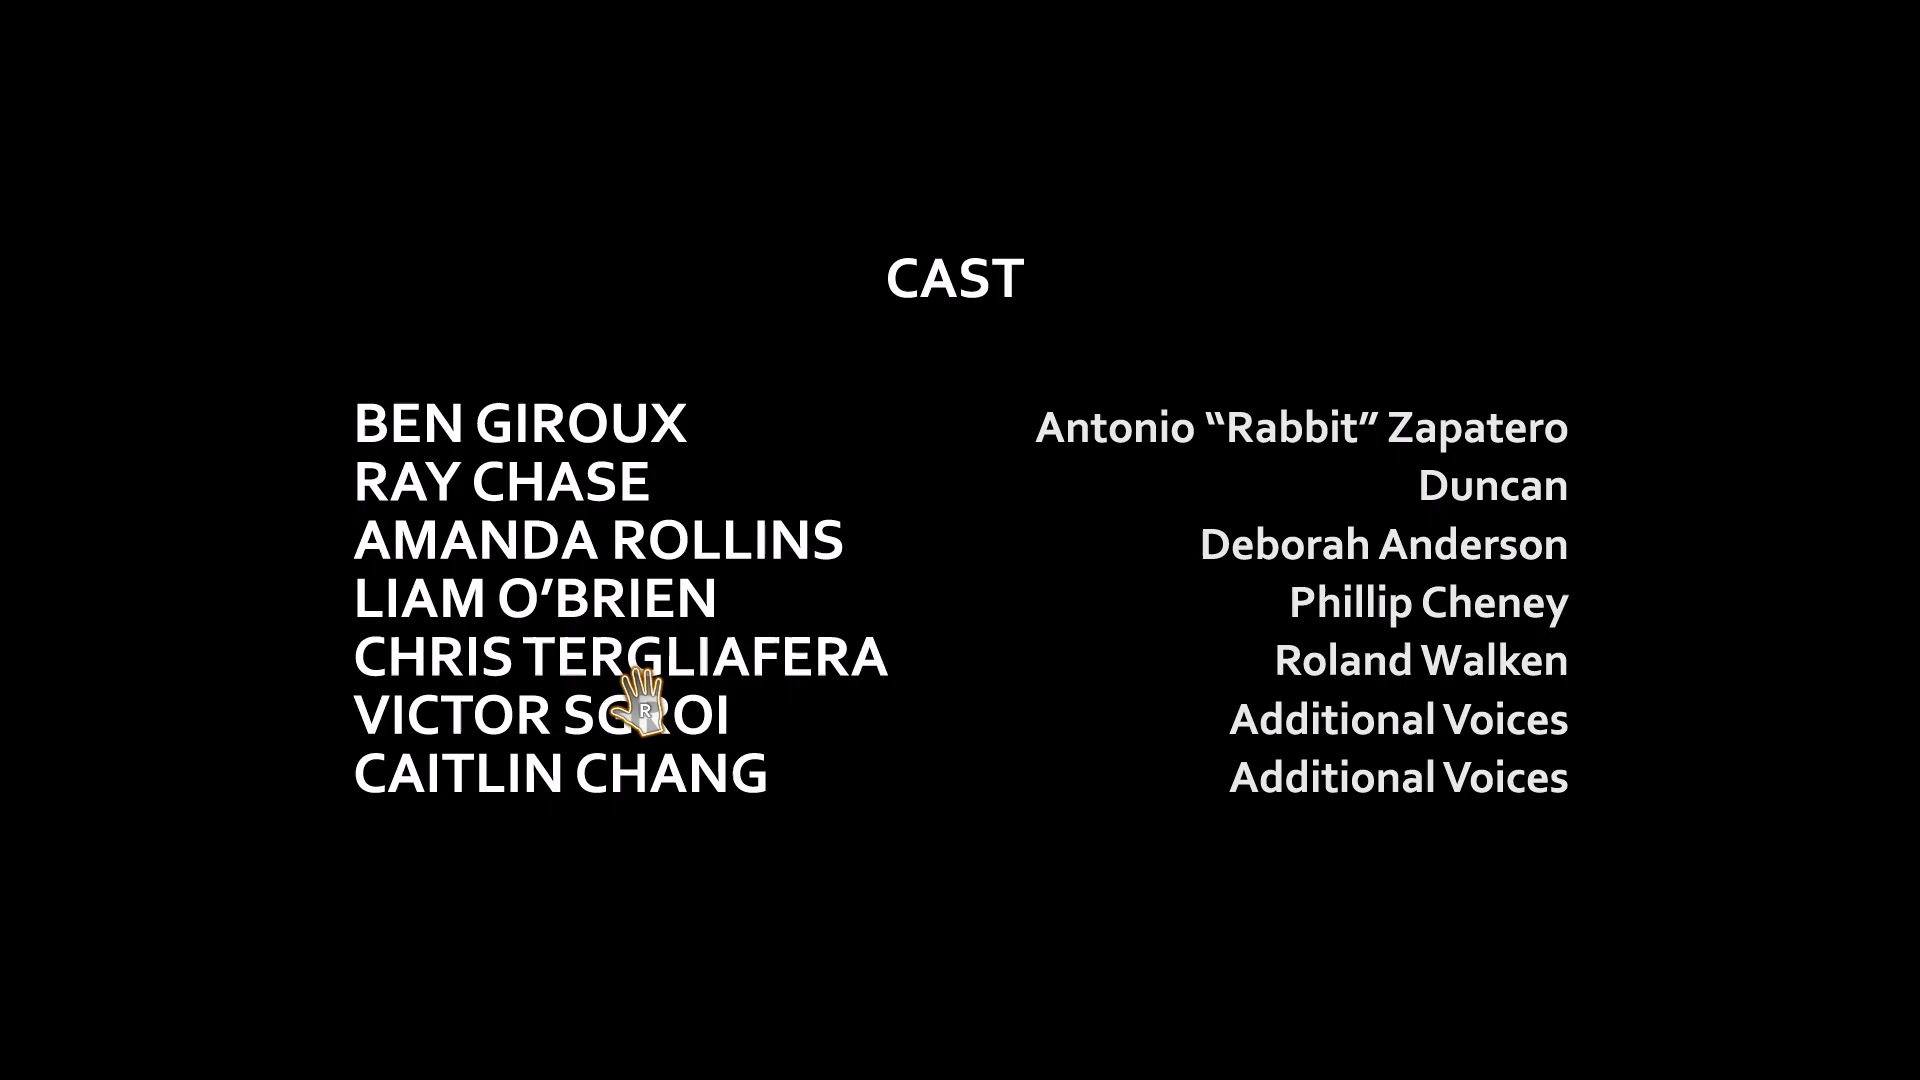 CAST
BEN GIROUX Antonio “Rabbit” Zapatero
RAY CHASE Duncan
AMANDA ROLLINS Deborah Anderson
LIAM O’BRIEN Phillip Cheney
CHRIS TERGLIAFERA Roland Walken
VICTOR Additional Voices
CAITLIN CHANG Additional Voices
R